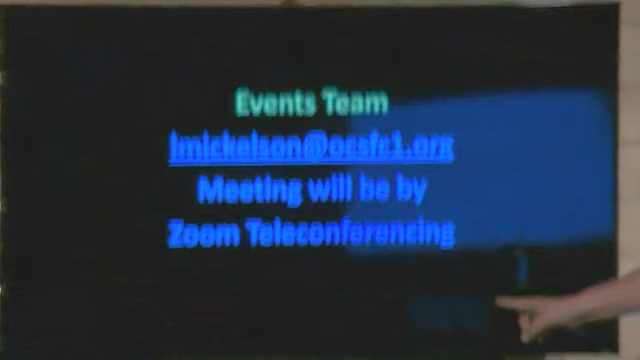 Events Team
lmickelson@ocsfc1.org
Meeting will be by
Zoom Teleconferencing